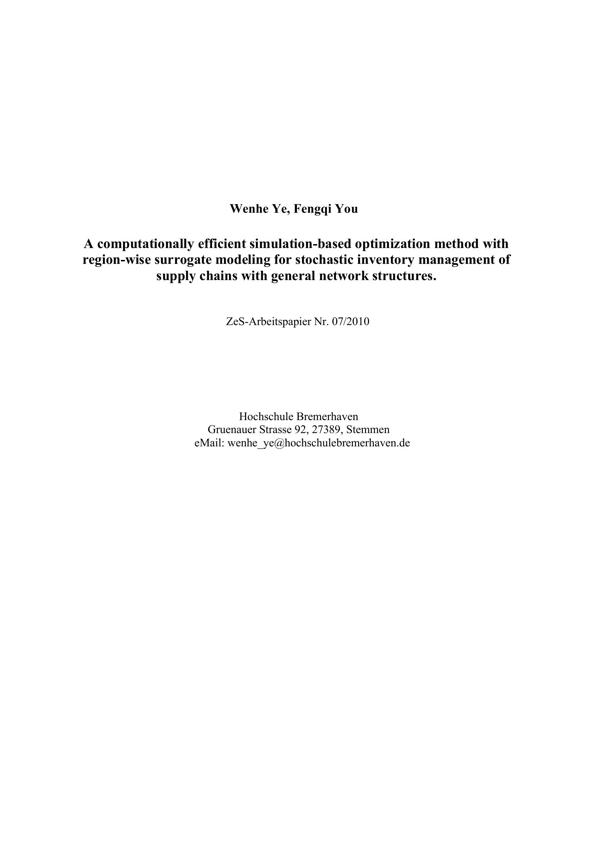 Wenhe Ye, Fengqi You
A computationally efficient simulation-based optimization method with
region-wise surrogate modeling for stochastic inventory management of
supply chains with general network structures.
ZeS-Arbeitspapier Nr. 07/2010
Hochschule Bremerhaven
Gruenauer Strasse 92, 27389, Stemmen
eMail: wenhe_ye@hochschulebremerhaven.de